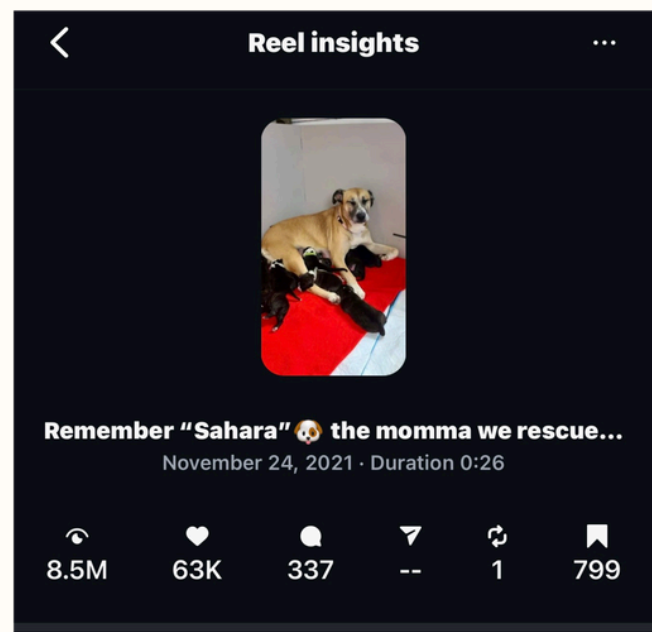 Reel insights
Remember “Sahara”🐶 the momma we rescue...
November 24, 2021 · Duration 0:26
8.5M 63K 337 -- 1 799